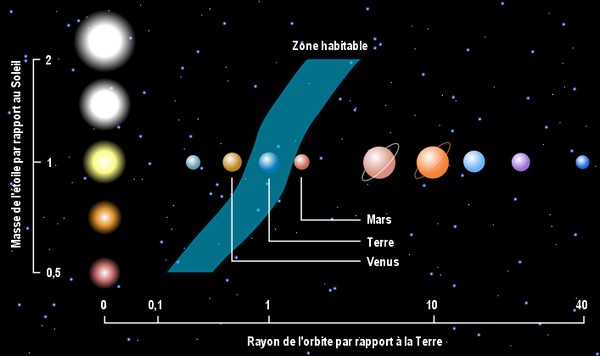 Zône habitable
Masse de l'étoile par rapport au Soleil
2
1
0,5
Mars
Terre
Venus
0
0,1
1
10
40
Rayon de l'orbite par rapport à la Terre